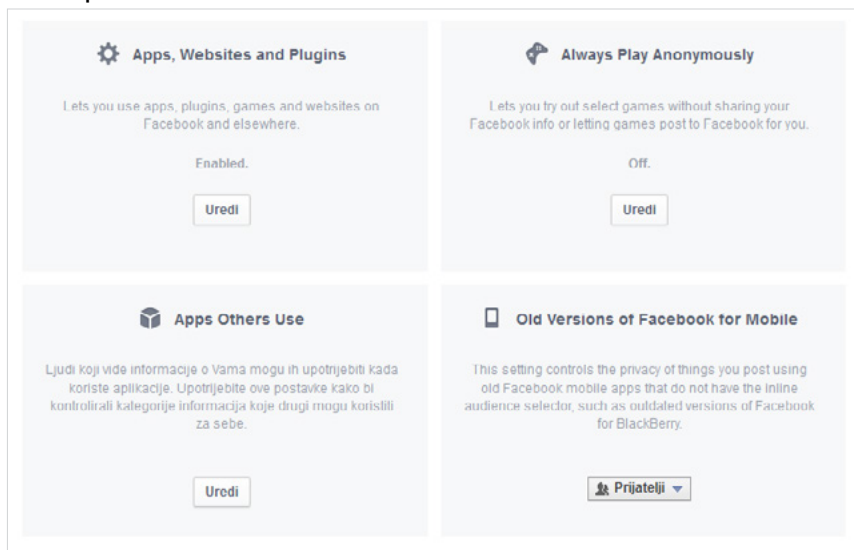 Apps, Websites and Plugins
Lets you use apps, plugins, games and websites on
Facebook and elsewhere.
Enabled.
Uredi
Always Play Anonymously
Lets you try out select games without sharing your
Facebook info or letting games post to Facebook for you.
Off.
Uredi
Apps Others Use
Ljudi koji vide informacije o Vama mogu ih upotrijebiti kada
koriste aplikacije. Upotrijebite ove postavke kako bi
kontrolirali kategorije informacija koje drugi mogu koristiti
za sebe.
Uredi
Old Versions of Facebook for Mobile
This setting controls the privacy of things you post using
old Facebook mobile apps that do not have the inline
audience selector, such as outdated versions of Facebook
for BlackBerry.
Prijatelji